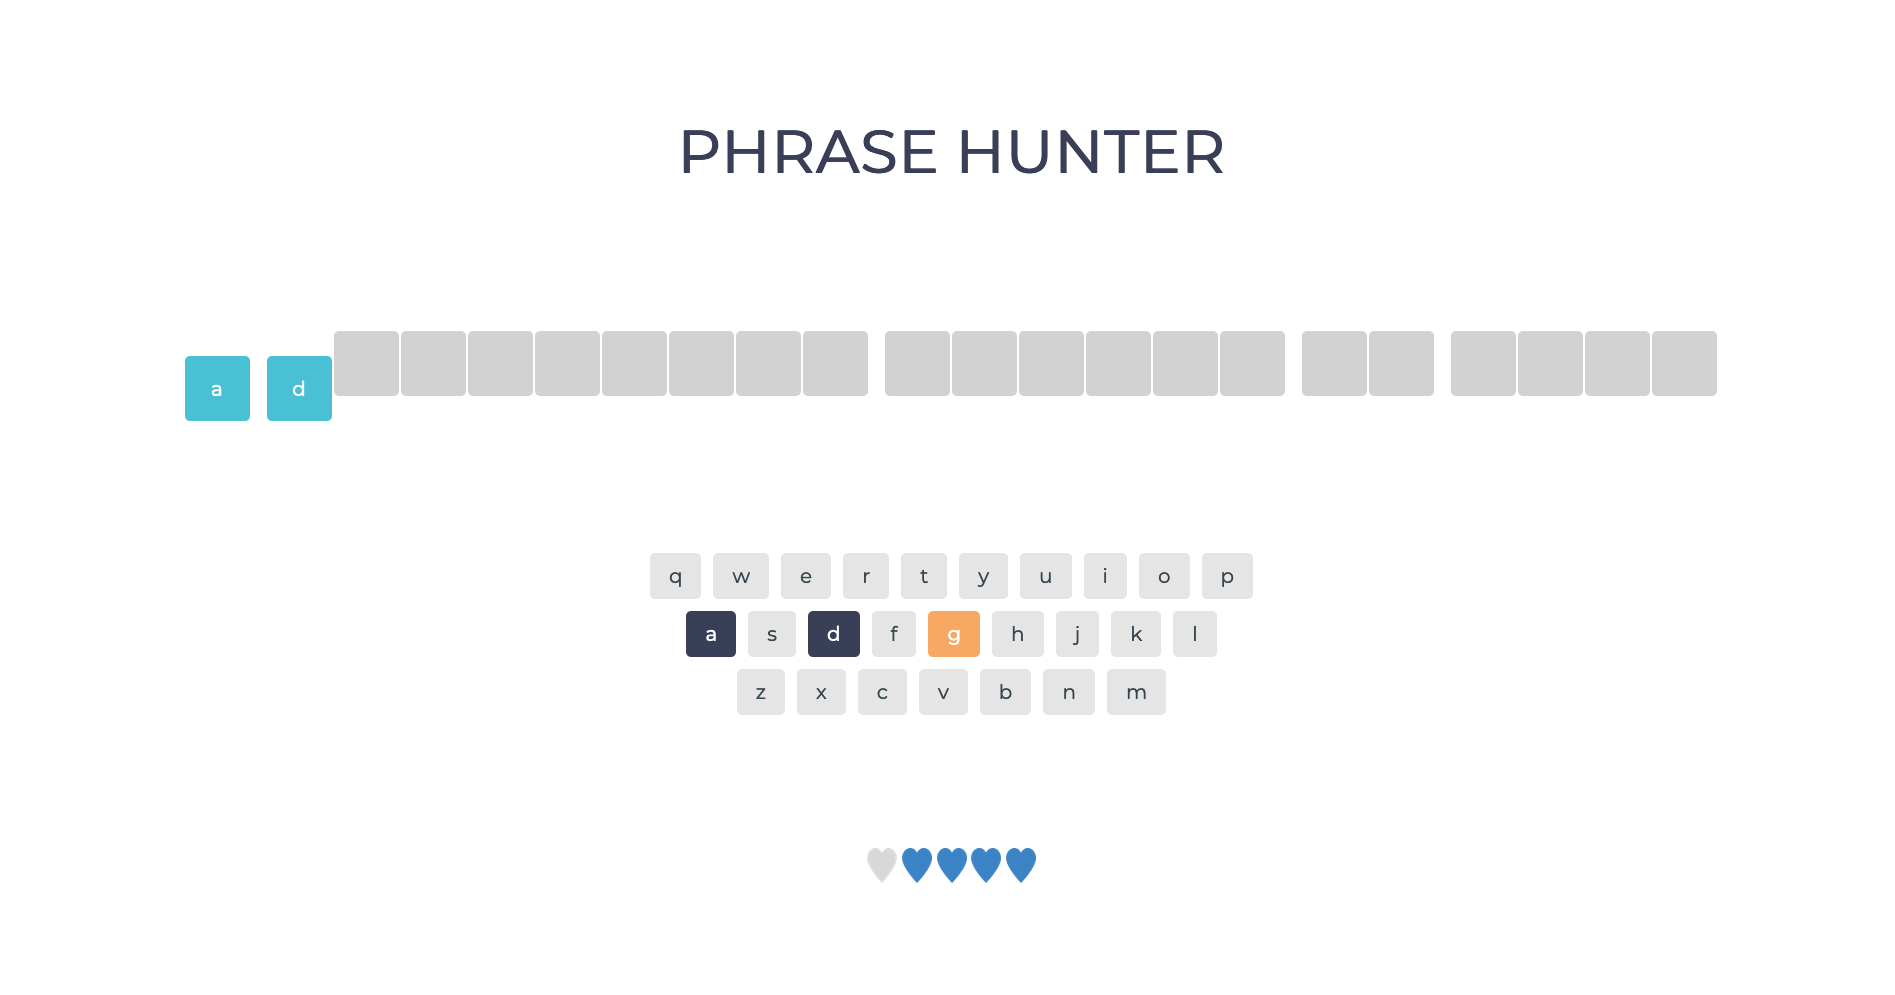 PHRASE HUNTER
a d
q w e r t y u i o p
a s d f g h j k l
z x c v b n m